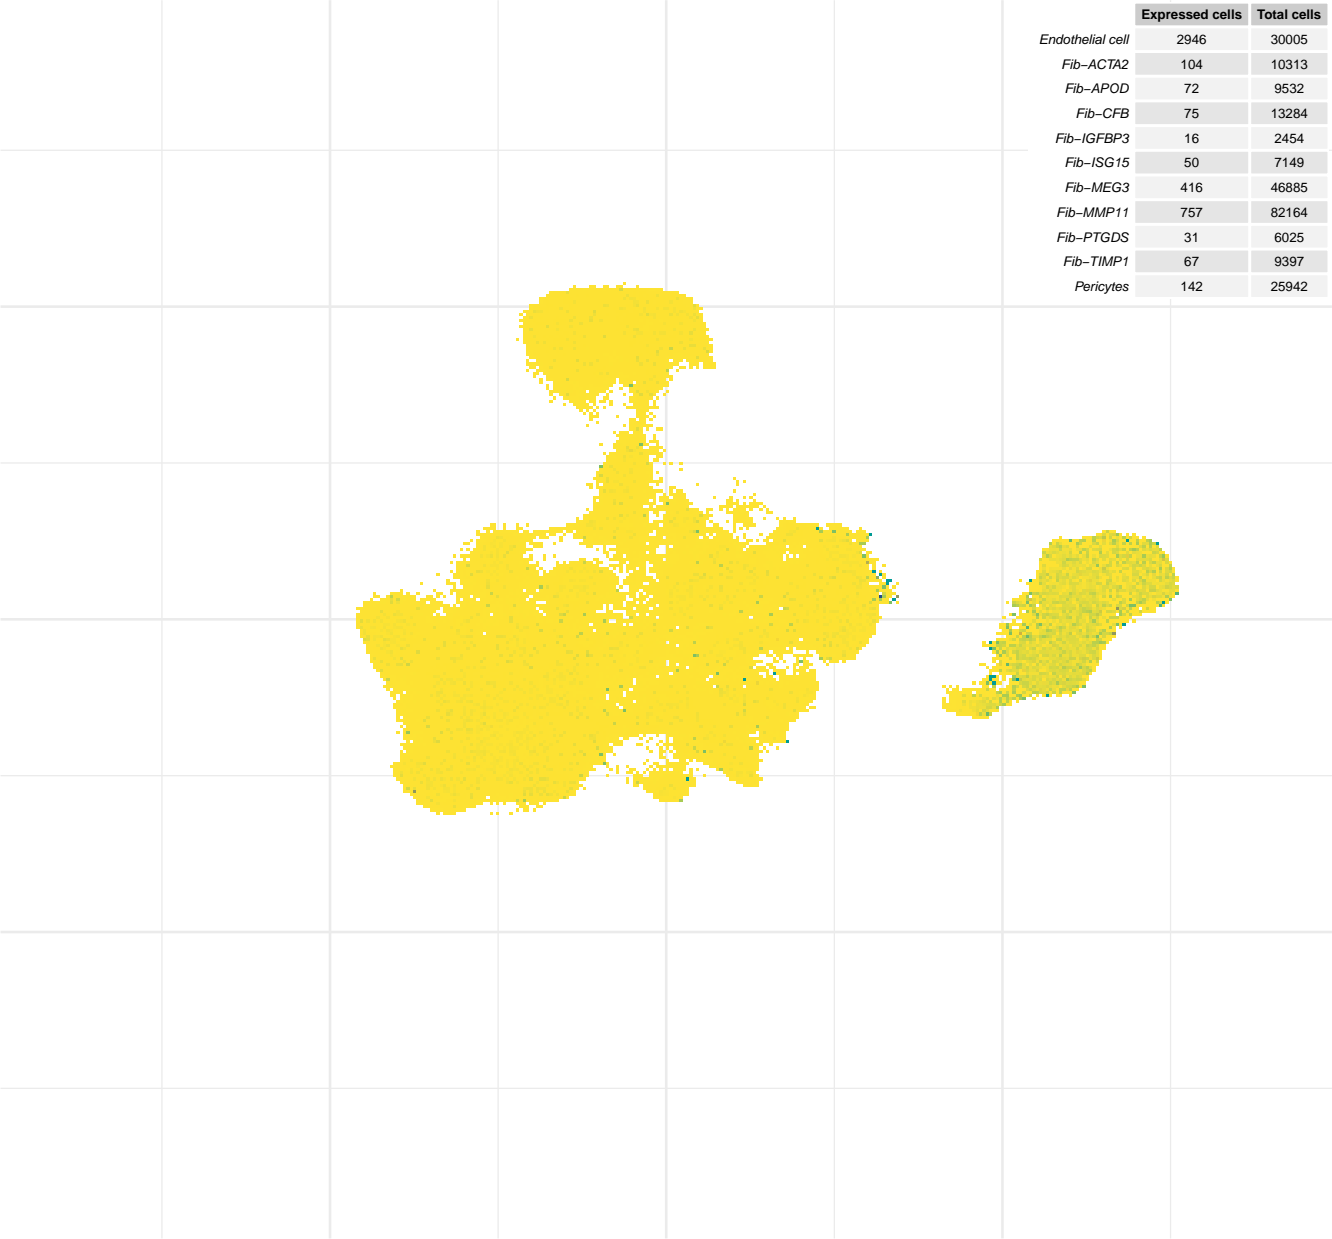 Expressed cells Total cells
Endothelial cell 2946 30005
Fib−ACTA2 104 10313
Fib−APOD 72 9532
Fib−CFB 75 13284
Fib−IGFBP3 16 2454
Fib−ISG15 50 7149
Fib−MEG3 416 46885
Fib−MMP11 757 82164
Fib−PTGDS 31 6025
Fib−TIMP1 67 9397
Pericytes 142 25942